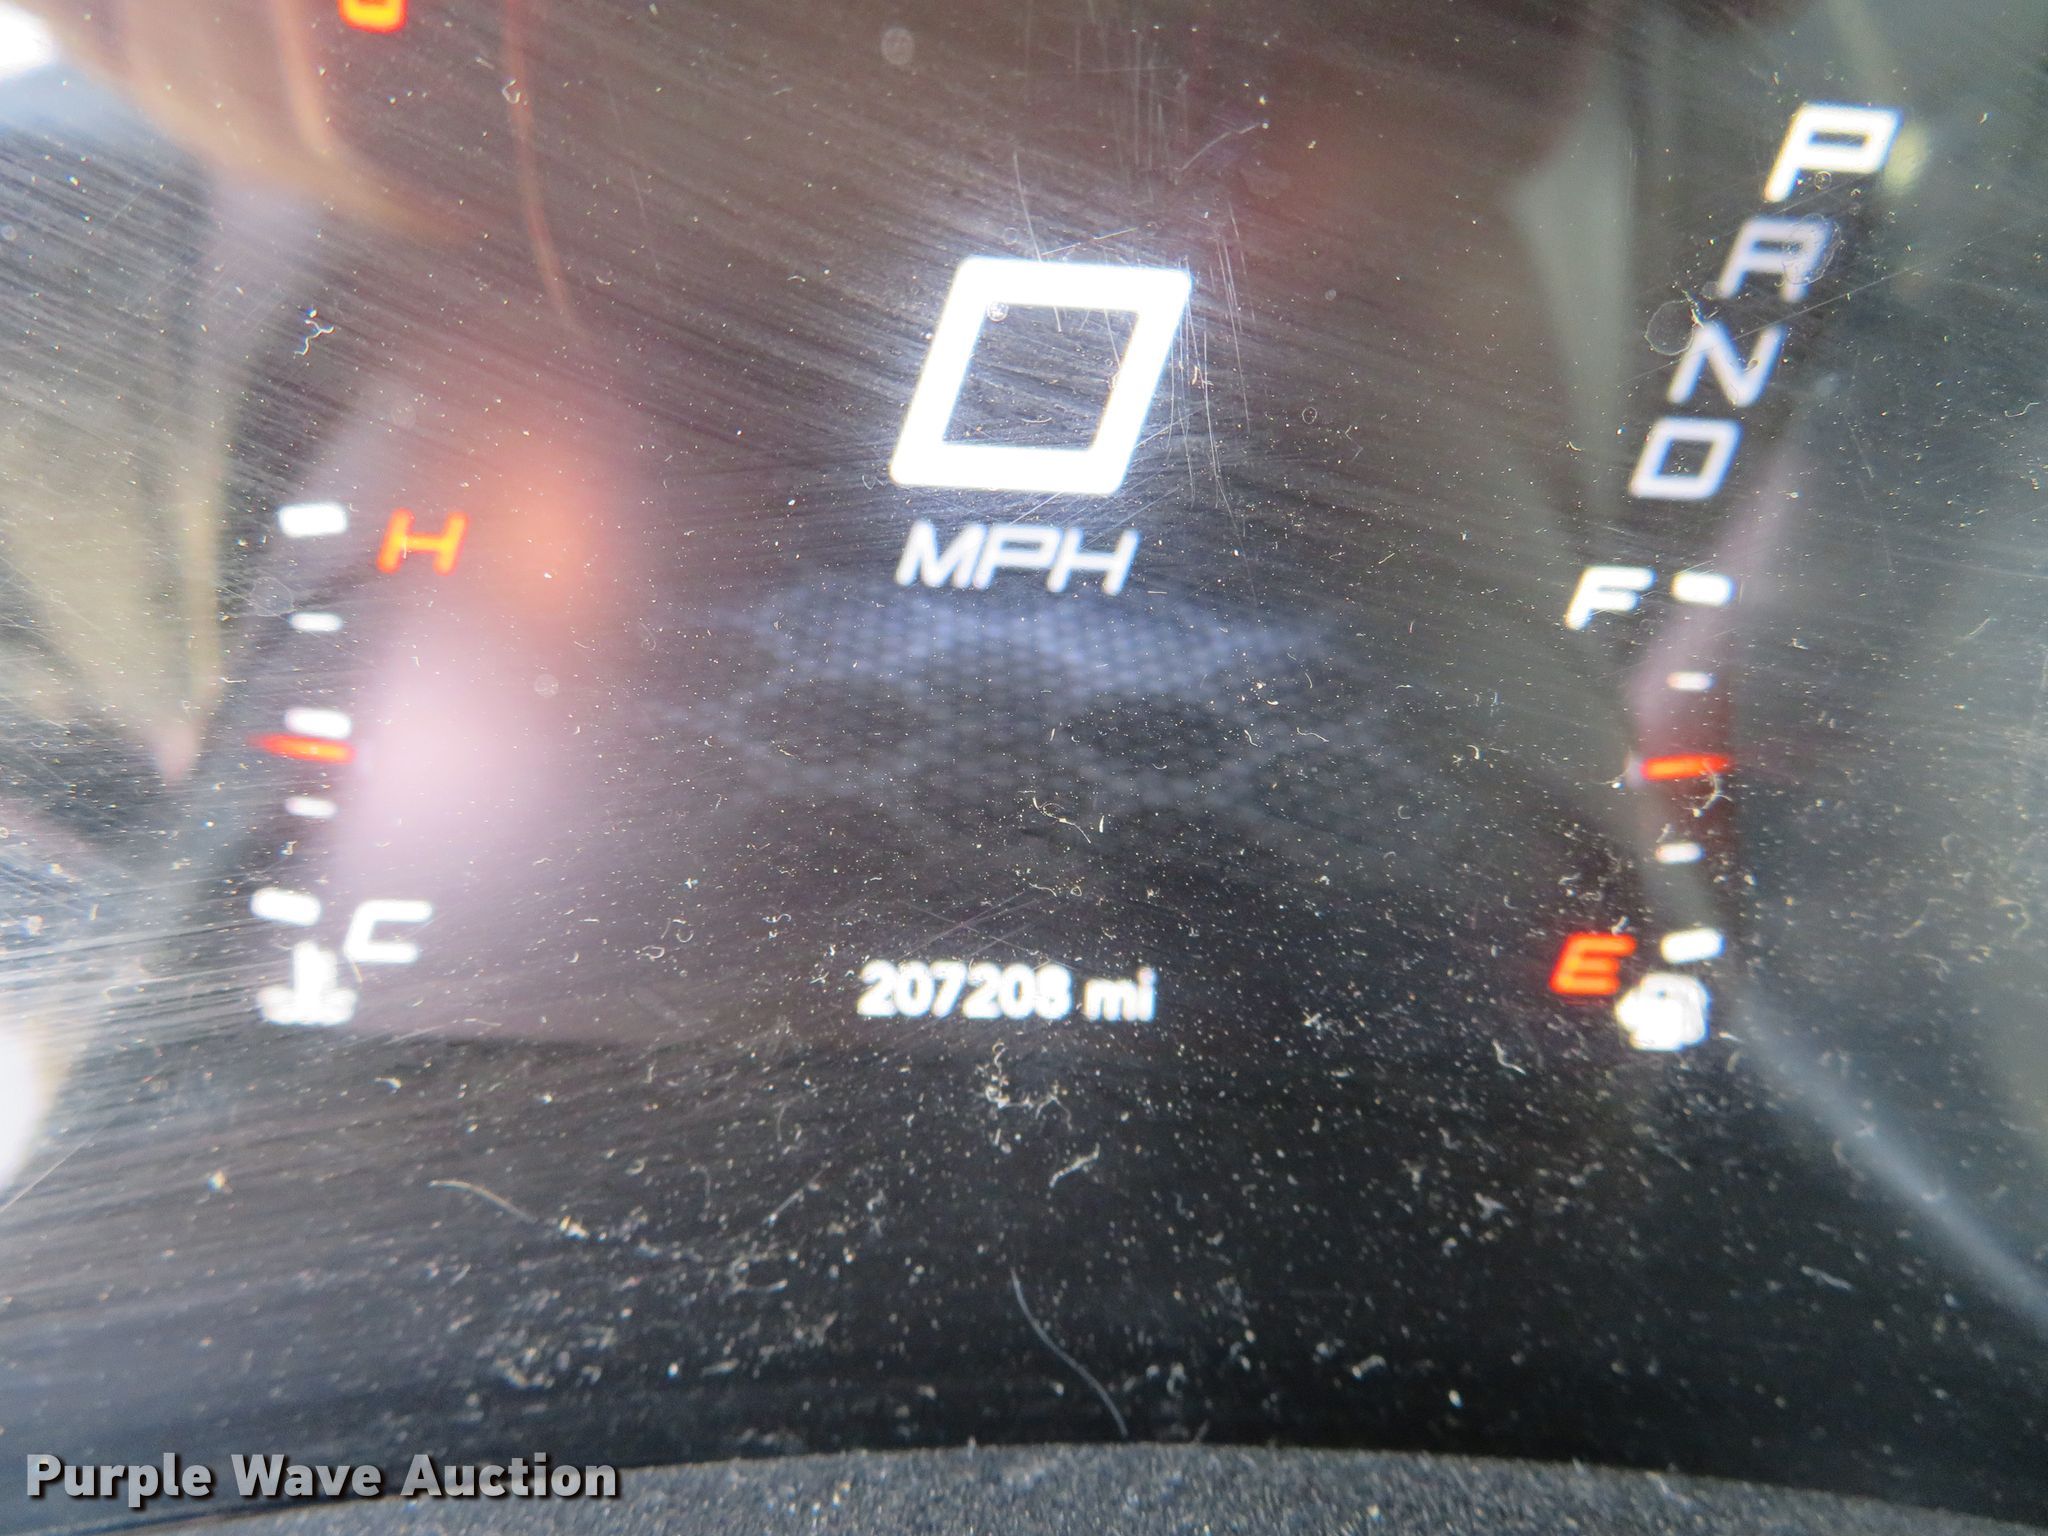 0
MPH
P
R
N
D
H
C
F
E
207208 mi
Purple Wave Auction